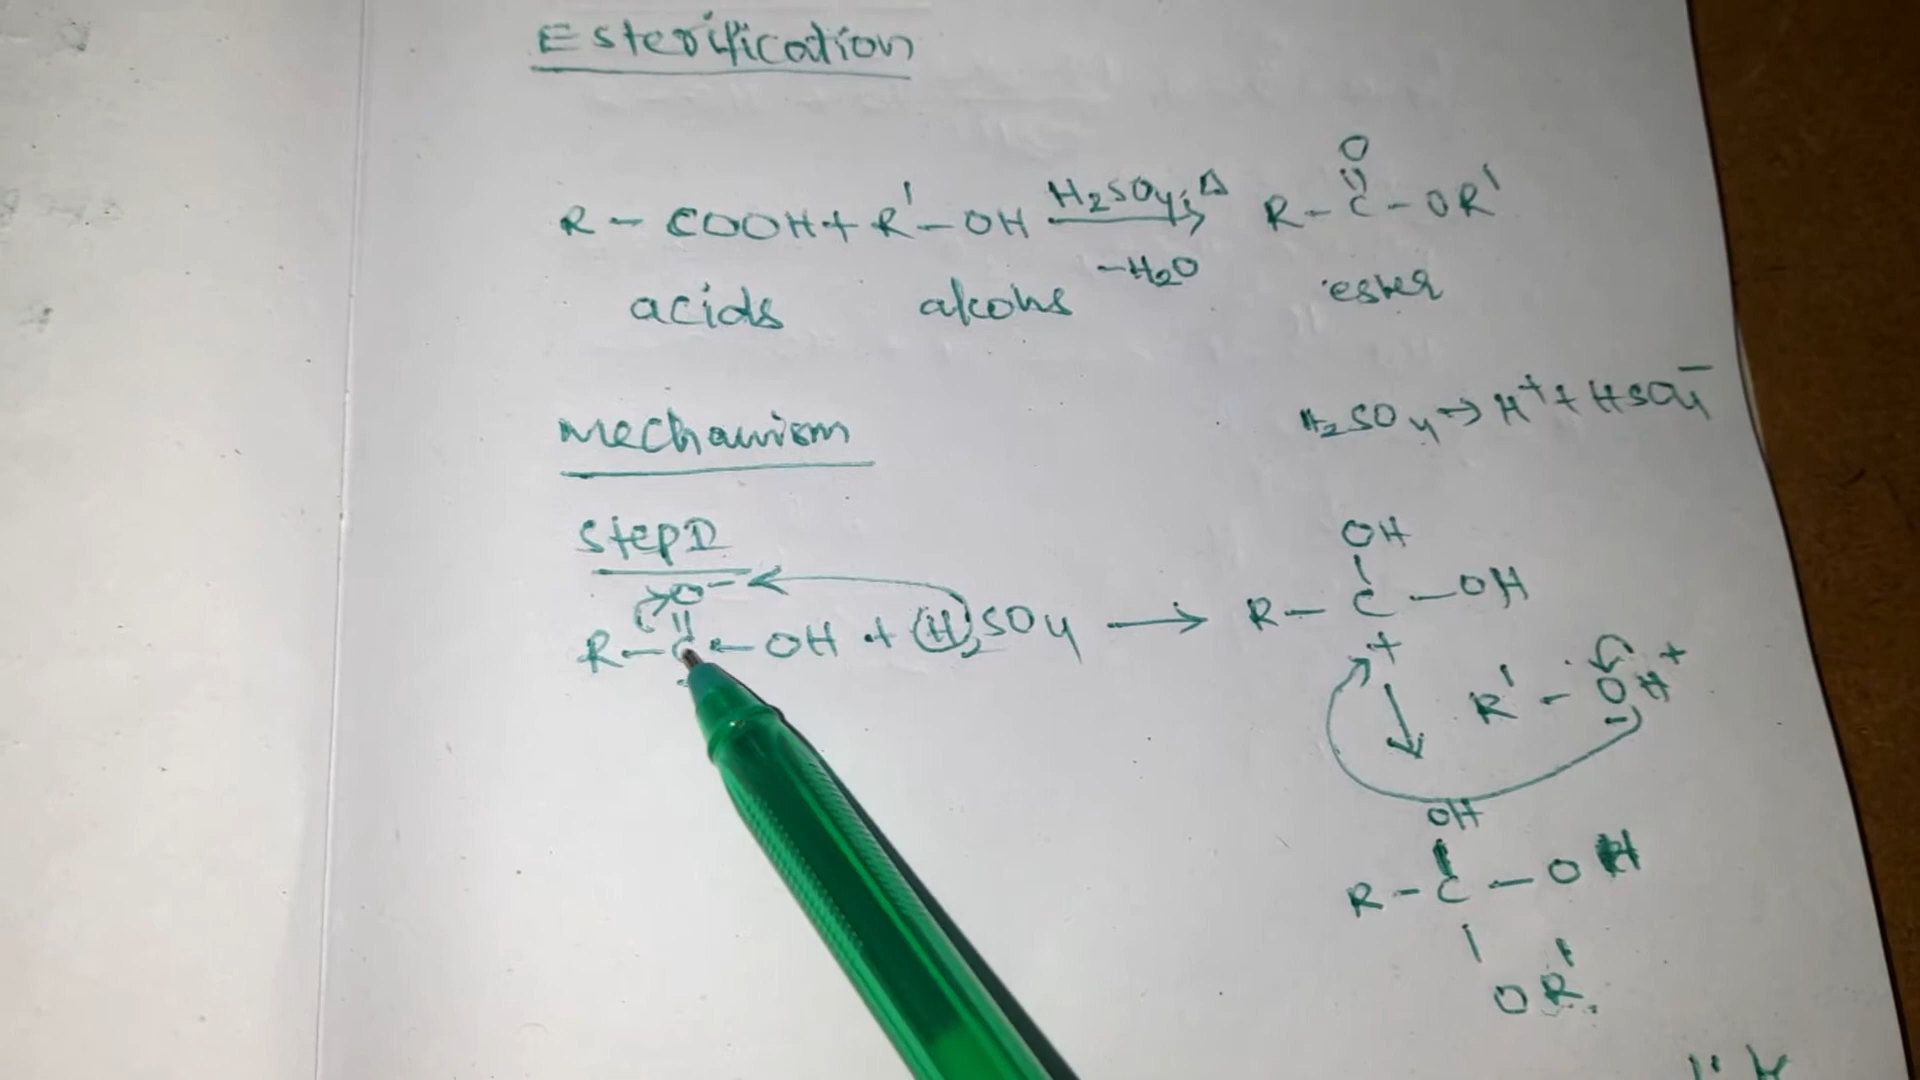 Esterification
R - COOH + R' - OH H2SO4, Δ → R - C - OR'
O
||
-H2O
acids alcohs ester
Mechanism
H2SO4 → H+ + HSO4-
Step I
O-
||
R - C - OH + H2SO4 → R - C - OH
OH
|
+
R' - OH+
OH
R - C - OH
|
OR'